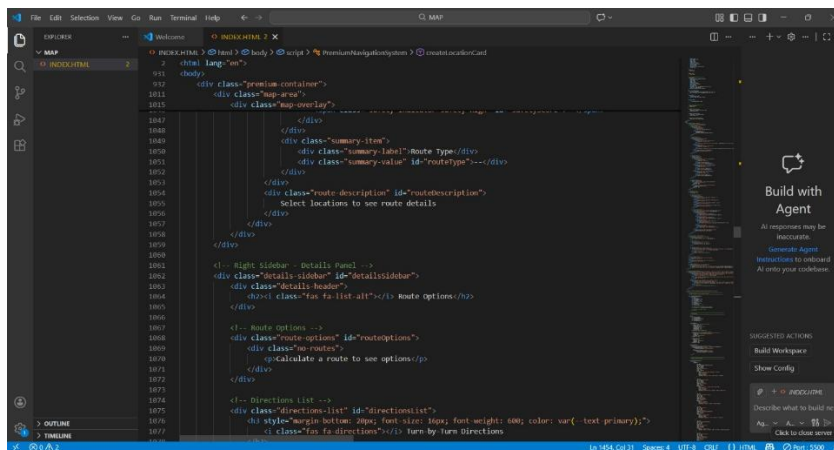 File Edit Selection View Go Run Terminal Help
MAP
EXPLORER
Welcome
INDEX.HTML 2
MAP
INDEX.HTML 2
INDEX.HTML > html > body > script > PremiumNavigationSystem > createLocationCard
2 <html lang="en">
931 <body>
932 <div class="premium-container">
1011 <div class="map-area">
1015 <div class="map-overlay">
1047 </div>
1048 </div>
1049 <div class="summary-item">
1050 <div class="summary-label">Route Type</div>
1051 <div class="summary-value" id="routeType">--</div>
1052 </div>
1053 </div>
1054 <div class="route-description" id="routeDescription">
1055 Select locations to see route details
1056 </div>
1057 </div>
1058 </div>
1059 </div>
1060
1061 <!-- Right Sidebar - Details Panel -->
1062 <div class="details-sidebar" id="detailsSidebar">
1063 <div class="details-header">
1064 <h2><i class="fas fa-list-alt"></i> Route Options</h2>
1065 </div>
1066
1067 <!-- Route Options -->
1068 <div class="route-options" id="routeOptions">
1069 <div class="no-routes">
1070 <p>Calculate a route to see options</p>
1071 </div>
1072 </div>
1073
1074 <!-- Directions List -->
1075 <div class="directions-list" id="directionsList">
1076 <h3 style="margin-bottom: 20px; font-size: 16px; font-weight: 600; color: var(--text-primary);">
1077 <i class="fas fa-directions"></i> Turn-by-Turn Directions
Build with
Agent
AI responses may be
inaccurate.
Generate Agent
Instructions to onboard
AI onto your codebase.
SUGGESTED ACTIONS
Build Workspace
Show Config
INDEX.HTML
Describe what to build ne
Click to close server
OUTLINE
TIMELINE
0 2
Ln 1454, Col 31 Spaces: 4 UTF-8 CRLF HTML Port : 5500